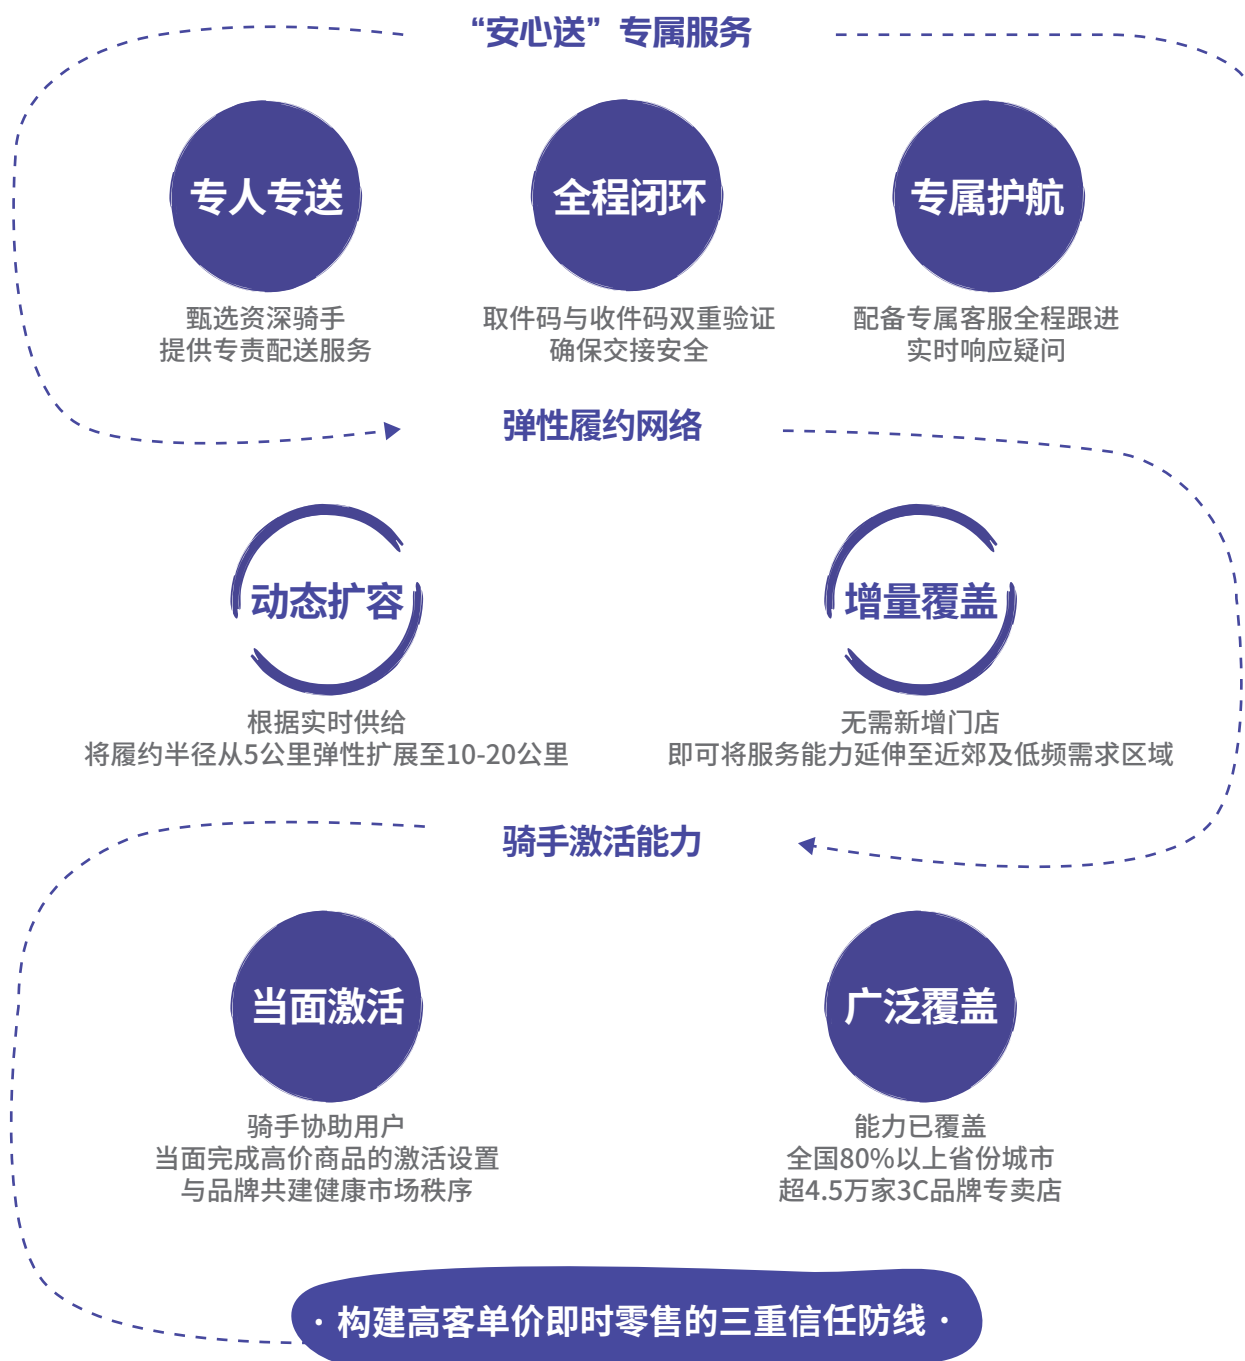 “安心送”专属服务
专人专送
全程闭环
专属护航
甄选资深骑手
提供专责配送服务
取件码与收件码双重验证
确保交接安全
配备专属客服全程跟进
实时响应疑问
弹性履约网络
动态扩容
增量覆盖
根据实时供给
将履约半径从5公里弹性扩展至10-20公里
无需新增门店
即可将服务能力延伸至近郊及低频需求区域
骑手激活能力
当面激活
广泛覆盖
骑手协助用户
当面完成高价商品的激活设置
与品牌共建健康市场秩序
能力已覆盖
全国80%以上省份城市
超4.5万家3C品牌专卖店
·构建高客单价即时零售的三重信任防线·